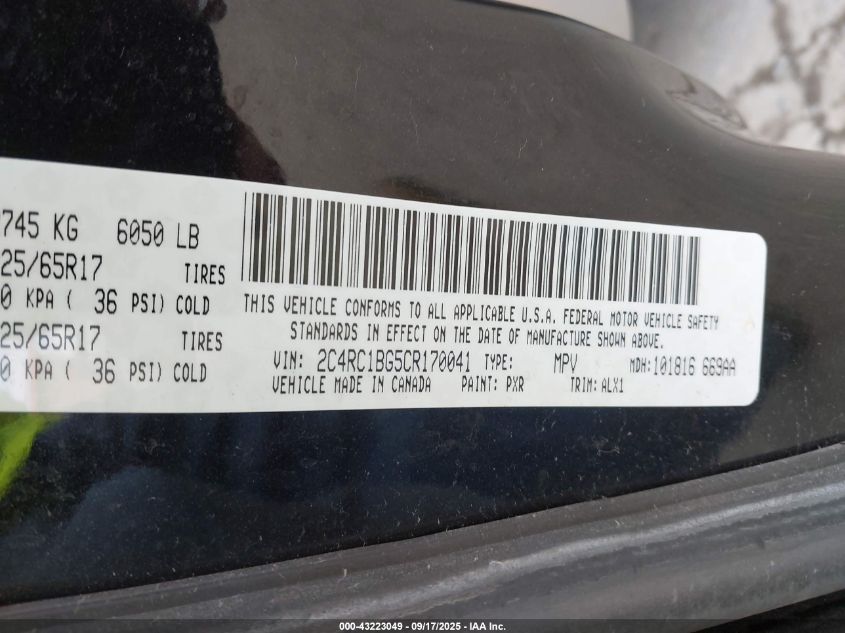 745 KG 6050 LB
25/65R17 TIRES
0 KPA ( 36 PSI) COLD
25/65R17 TIRES
0 KPA ( 36 PSI) COLD
THIS VEHICLE CONFORMS TO ALL APPLICABLE U.S.A. FEDERAL MOTOR VEHICLE SAFETY
STANDARDS IN EFFECT ON THE DATE OF MANUFACTURE SHOWN ABOVE.
VIN: 2C4RC1BG5CR170041 TYPE: MPV MDH:101816 669AA
VEHICLE MADE IN CANADA PAINT: PXR TRIM: ALX1
000-43223049 - 09/17/2025 - IAA Inc.